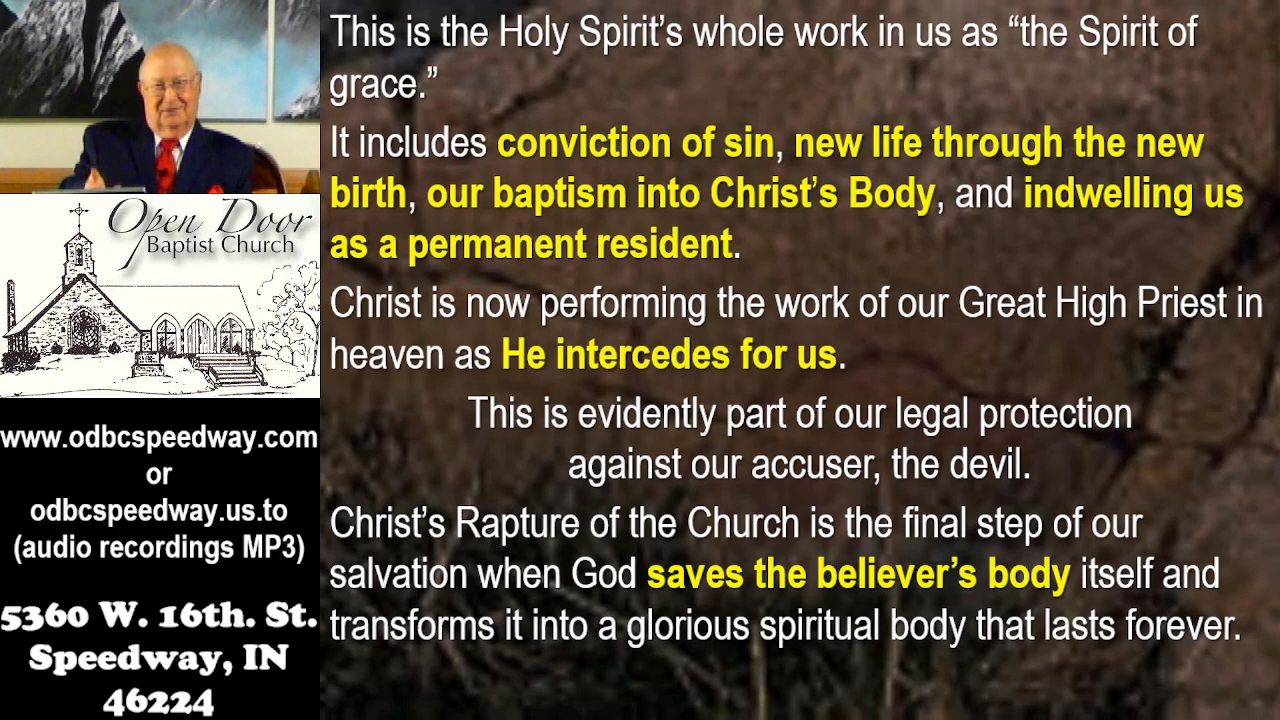 Open Door
Baptist Church
www.odbcspeedway.com
or
odbcspeedway.us.to
(audio recordings MP3)
5360 W. 16th. St.
Speedway, IN
46224
This is the Holy Spirit’s whole work in us as “the Spirit of
grace.”
It includes conviction of sin, new life through the new
birth, our baptism into Christ’s Body, and indwelling us
as a permanent resident.
Christ is now performing the work of our Great High Priest in
heaven as He intercedes for us.
This is evidently part of our legal protection
against our accuser, the devil.
Christ’s Rapture of the Church is the final step of our
salvation when God saves the believer’s body itself and
transforms it into a glorious spiritual body that lasts forever.